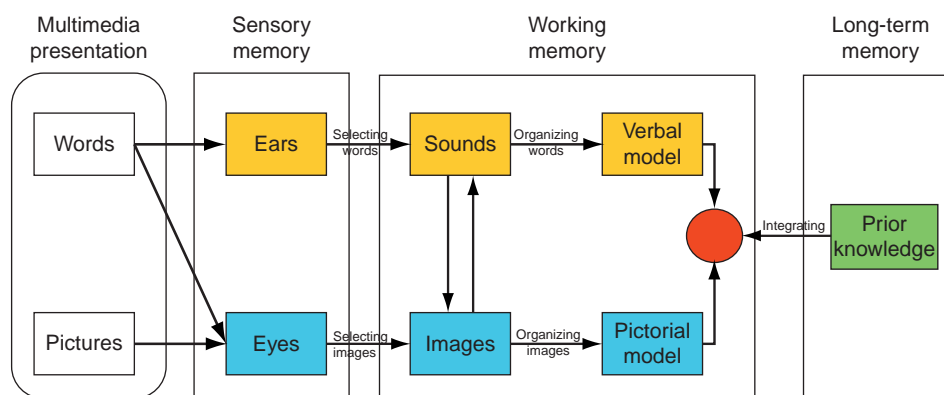 Multimedia
presentation
Sensory
memory
Working
memory
Long-term
memory
Words
Ears
Selecting
words
Sounds
Organizing
words
Verbal
model
Integrating
Prior
knowledge
Pictures
Eyes
Selecting
images
Images
Organizing
images
Pictorial
model